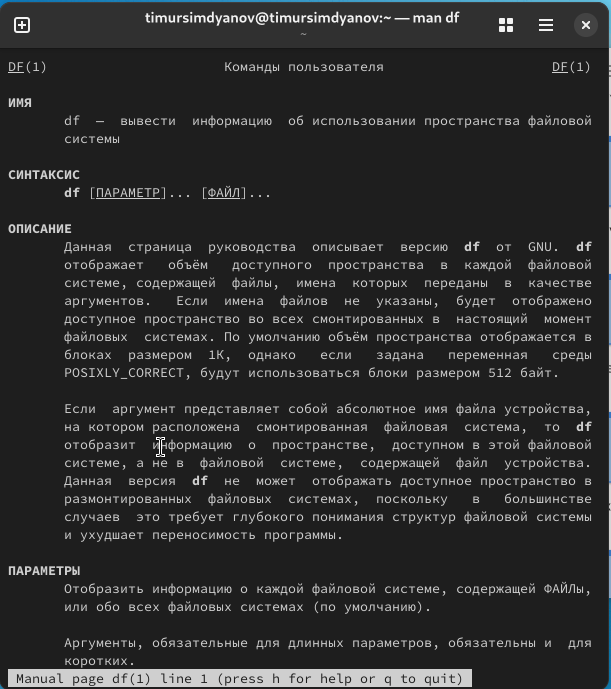 timursimdyanov@timursimdyanov:~ — man df
~
DF(1) Команды пользователя DF(1)
ИМЯ
df — вывести информацию об использовании пространства файловой
системы
СИНТАКСИС
df [ПАРАМЕТР]... [ФАЙЛ]...
ОПИСАНИЕ
Данная страница руководства описывает версию df от GNU. df
отображает объём доступного пространства в каждой файловой
системе, содержащей файлы, имена которых переданы в качестве
аргументов. Если имена файлов не указаны, будет отображено
доступное пространство во всех смонтированных в настоящий момент
файловых системах. По умолчанию объём пространства отображается в
блоках размером 1K, однако если задана переменная среды
POSIXLY_CORRECT, будут использоваться блоки размером 512 байт.
Если аргумент представляет собой абсолютное имя файла устройства,
на котором расположена смонтированная файловая система, то df
отобразит информацию о пространстве, доступном в этой файловой
системе, а не в файловой системе, содержащей файл устройства.
Данная версия df не может отображать доступное пространство в
размонтированных файловых системах, поскольку в большинстве
случаев это требует глубокого понимания структур файловой системы
и ухудшает переносимость программы.
ПАРАМЕТРЫ
Отобразить информацию о каждой файловой системе, содержащей ФАЙЛы,
или обо всех файловых системах (по умолчанию).
Аргументы, обязательные для длинных параметров, обязательны и для
коротких.
Manual page df(1) line 1 (press h for help or q to quit)